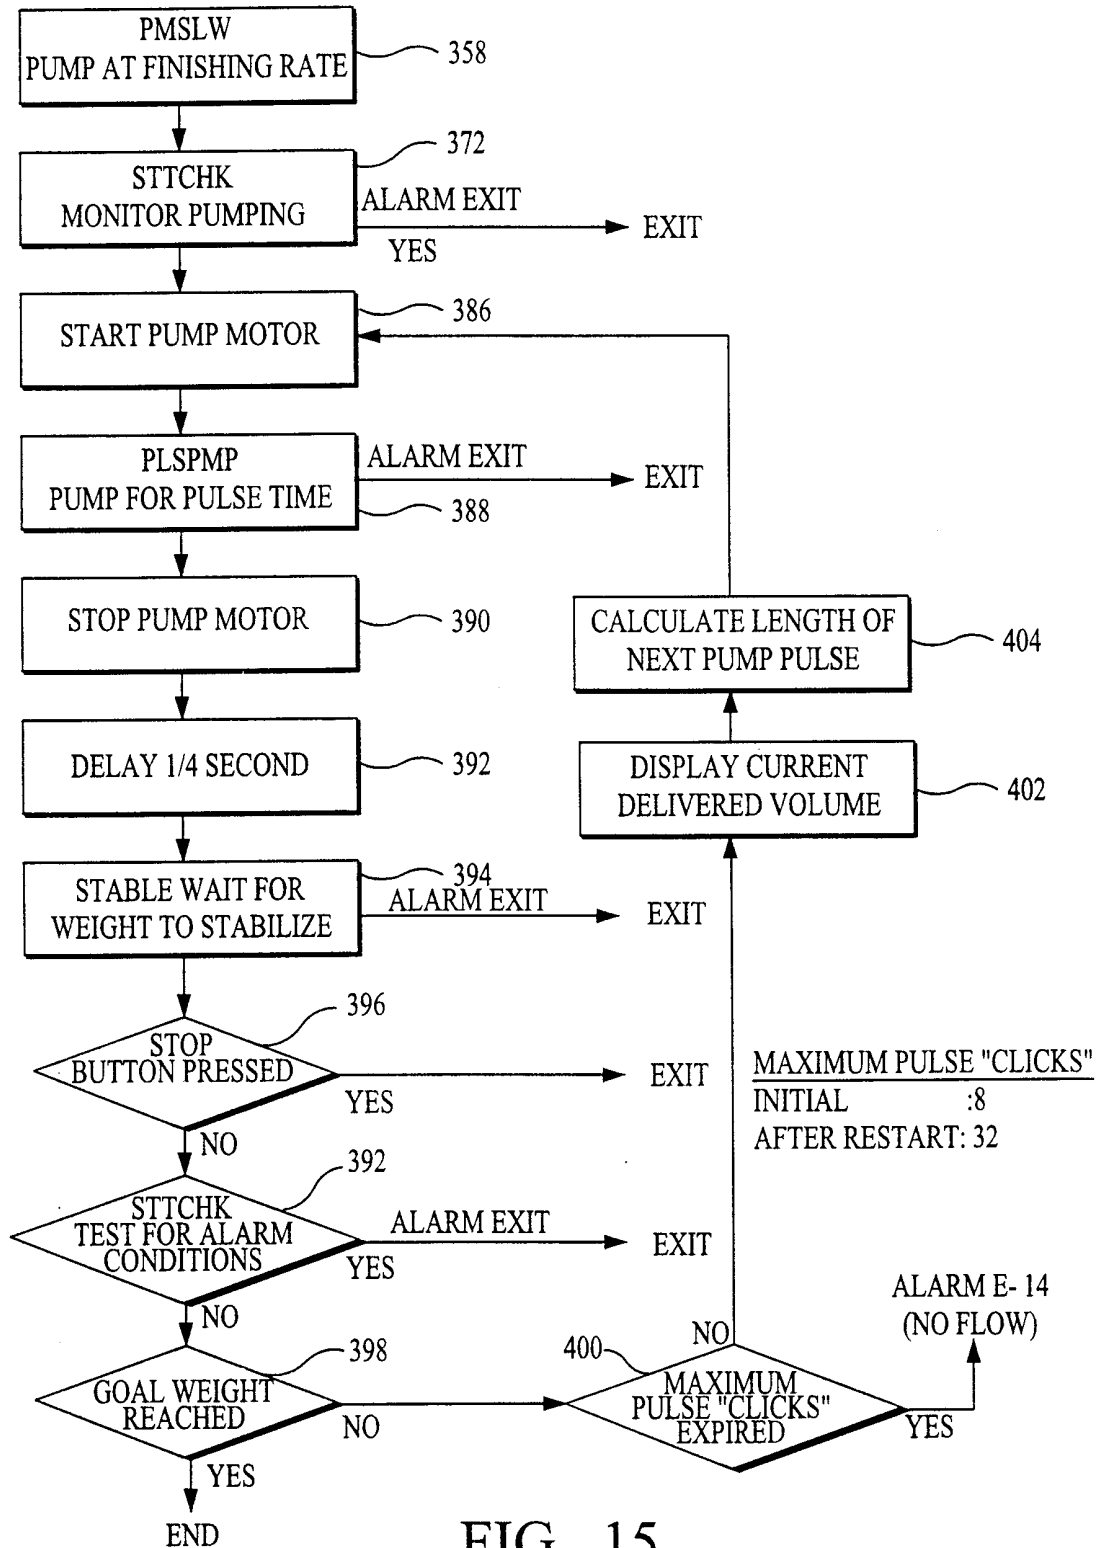 PMSLW
PUMP AT FINISHING RATE
358
372
STTCHK
MONITOR PUMPING
ALARM EXIT
YES
EXIT
386
START PUMP MOTOR
PLSPMP
PUMP FOR PULSE TIME
ALARM EXIT
388
EXIT
STOP PUMP MOTOR
390
CALCULATE LENGTH OF
NEXT PUMP PULSE
404
DELAY 1/4 SECOND
392
DISPLAY CURRENT
DELIVERED VOLUME
402
STABLE WAIT FOR
WEIGHT TO STABILIZE
394
ALARM EXIT
EXIT
396
STOP
BUTTON PRESSED
YES
EXIT
NO
MAXIMUM PULSE "CLICKS"
INITIAL :8
AFTER RESTART: 32
392
STTCHK
TEST FOR ALARM
CONDITIONS
ALARM EXIT
YES
EXIT
NO
398
GOAL WEIGHT
REACHED
NO
YES
END
400
NO
MAXIMUM
PULSE "CLICKS"
EXPIRED
YES
ALARM E- 14
(NO FLOW)
FIG. 15